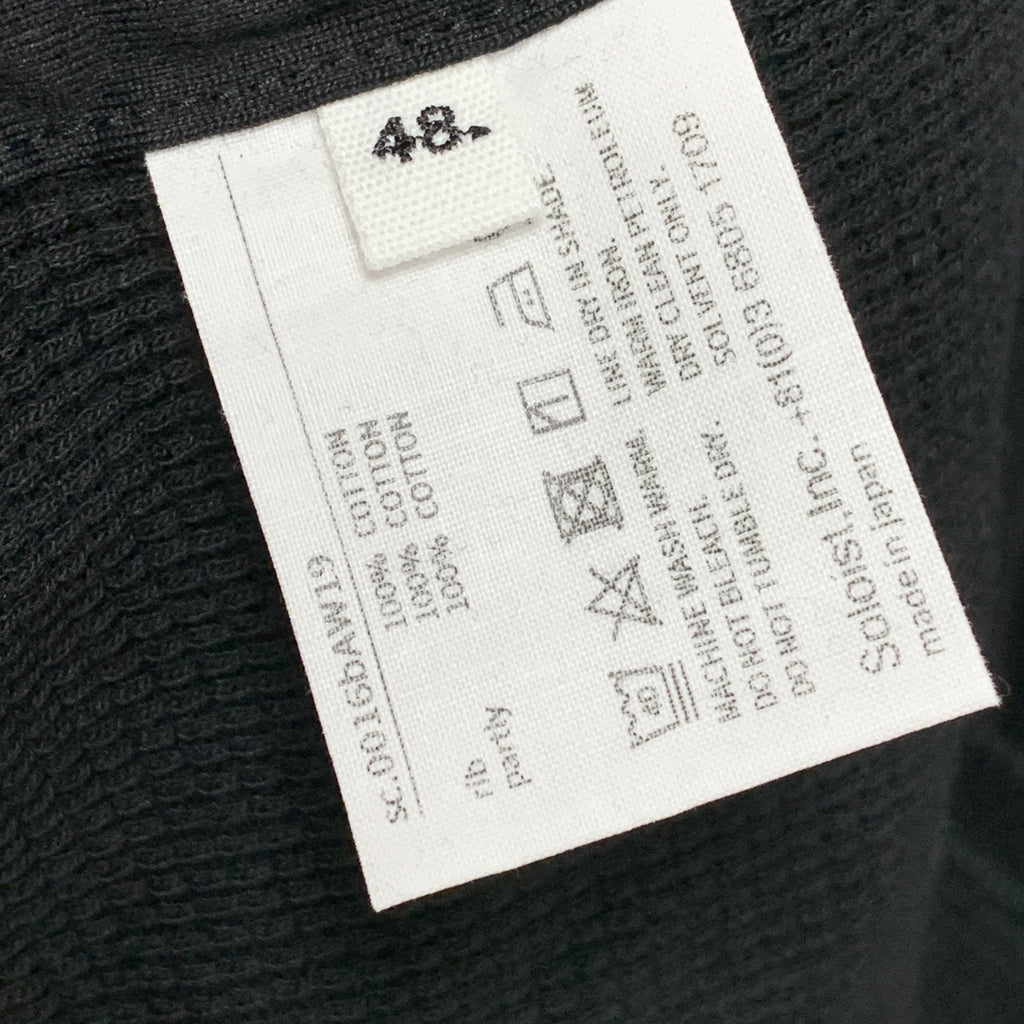 48.
sc.0016bAW19
100% COTTON
rib 100% COTTON
partly 100% COTTON
40
MACHINE WASH WARM.
DO NOT BLEACH.
DO NOT TUMBLE DRY.
LINE DRY IN SHADE.
WARM IRON.
DRY CLEAN PETROLEUM
SOLVENT ONLY.
Soloist,Inc. +81(0)3 6805 1709
made in Japan